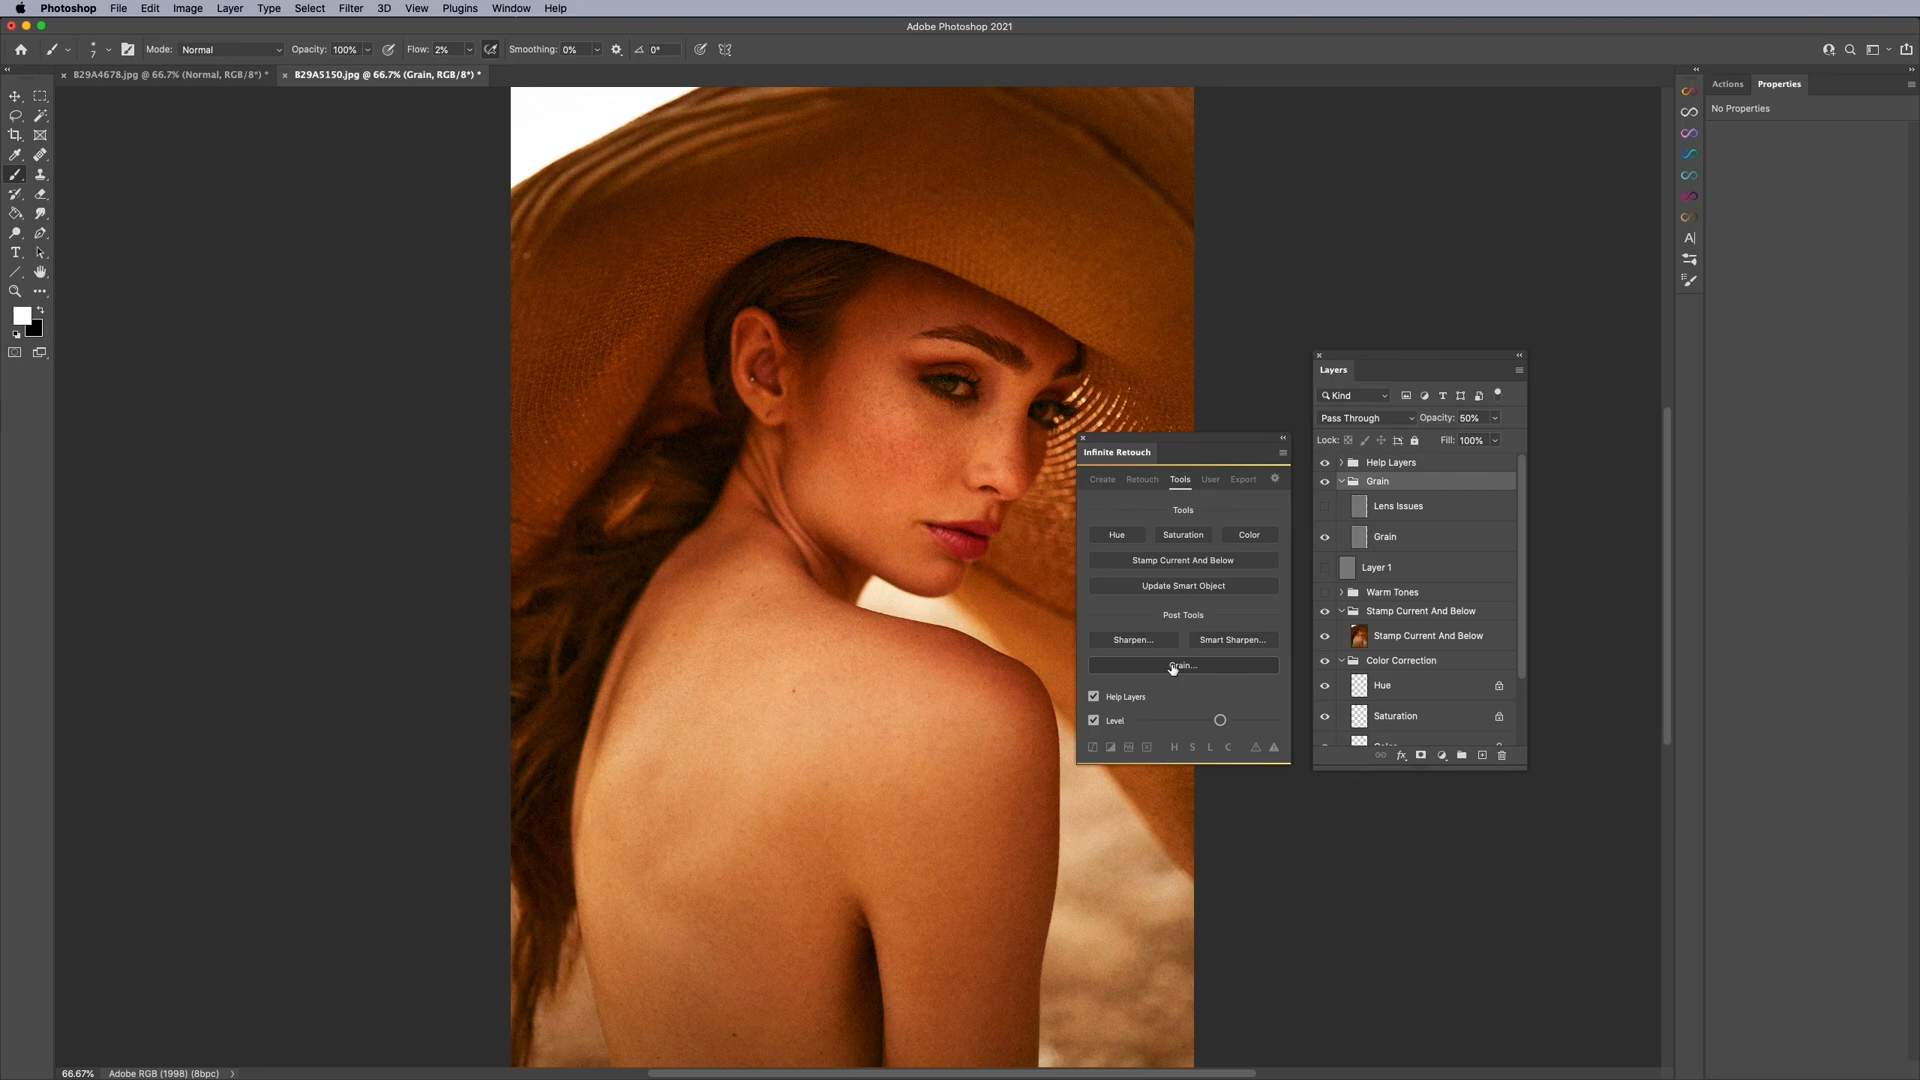 Photoshop File Edit Image Layer Type Select Filter 3D View Plugins Window Help
Adobe Photoshop 2021
7 Mode: Normal Opacity: 100% Flow: 2% Smoothing: 0% 0°
B29A4678.jpg @ 66.7% (Normal, RGB/8*) * B29A5150.jpg @ 66.7% (Grain, RGB/8*) *
Actions Properties
No Properties
Layers
Kind
Pass Through Opacity: 50%
Lock: Fill: 100%
Help Layers
Grain
Lens Issues
Grain
Layer 1
Warm Tones
Stamp Current And Below
Stamp Current And Below
Color Correction
Hue
Saturation
Infinite Retouch
Create Retouch Tools User Export
Tools
Hue Saturation Color
Stamp Current And Below
Update Smart Object
Post Tools
Sharpen... Smart Sharpen...
Grain...
Help Layers
Level
H S L C
66.67% Adobe RGB (1998) (8bpc)